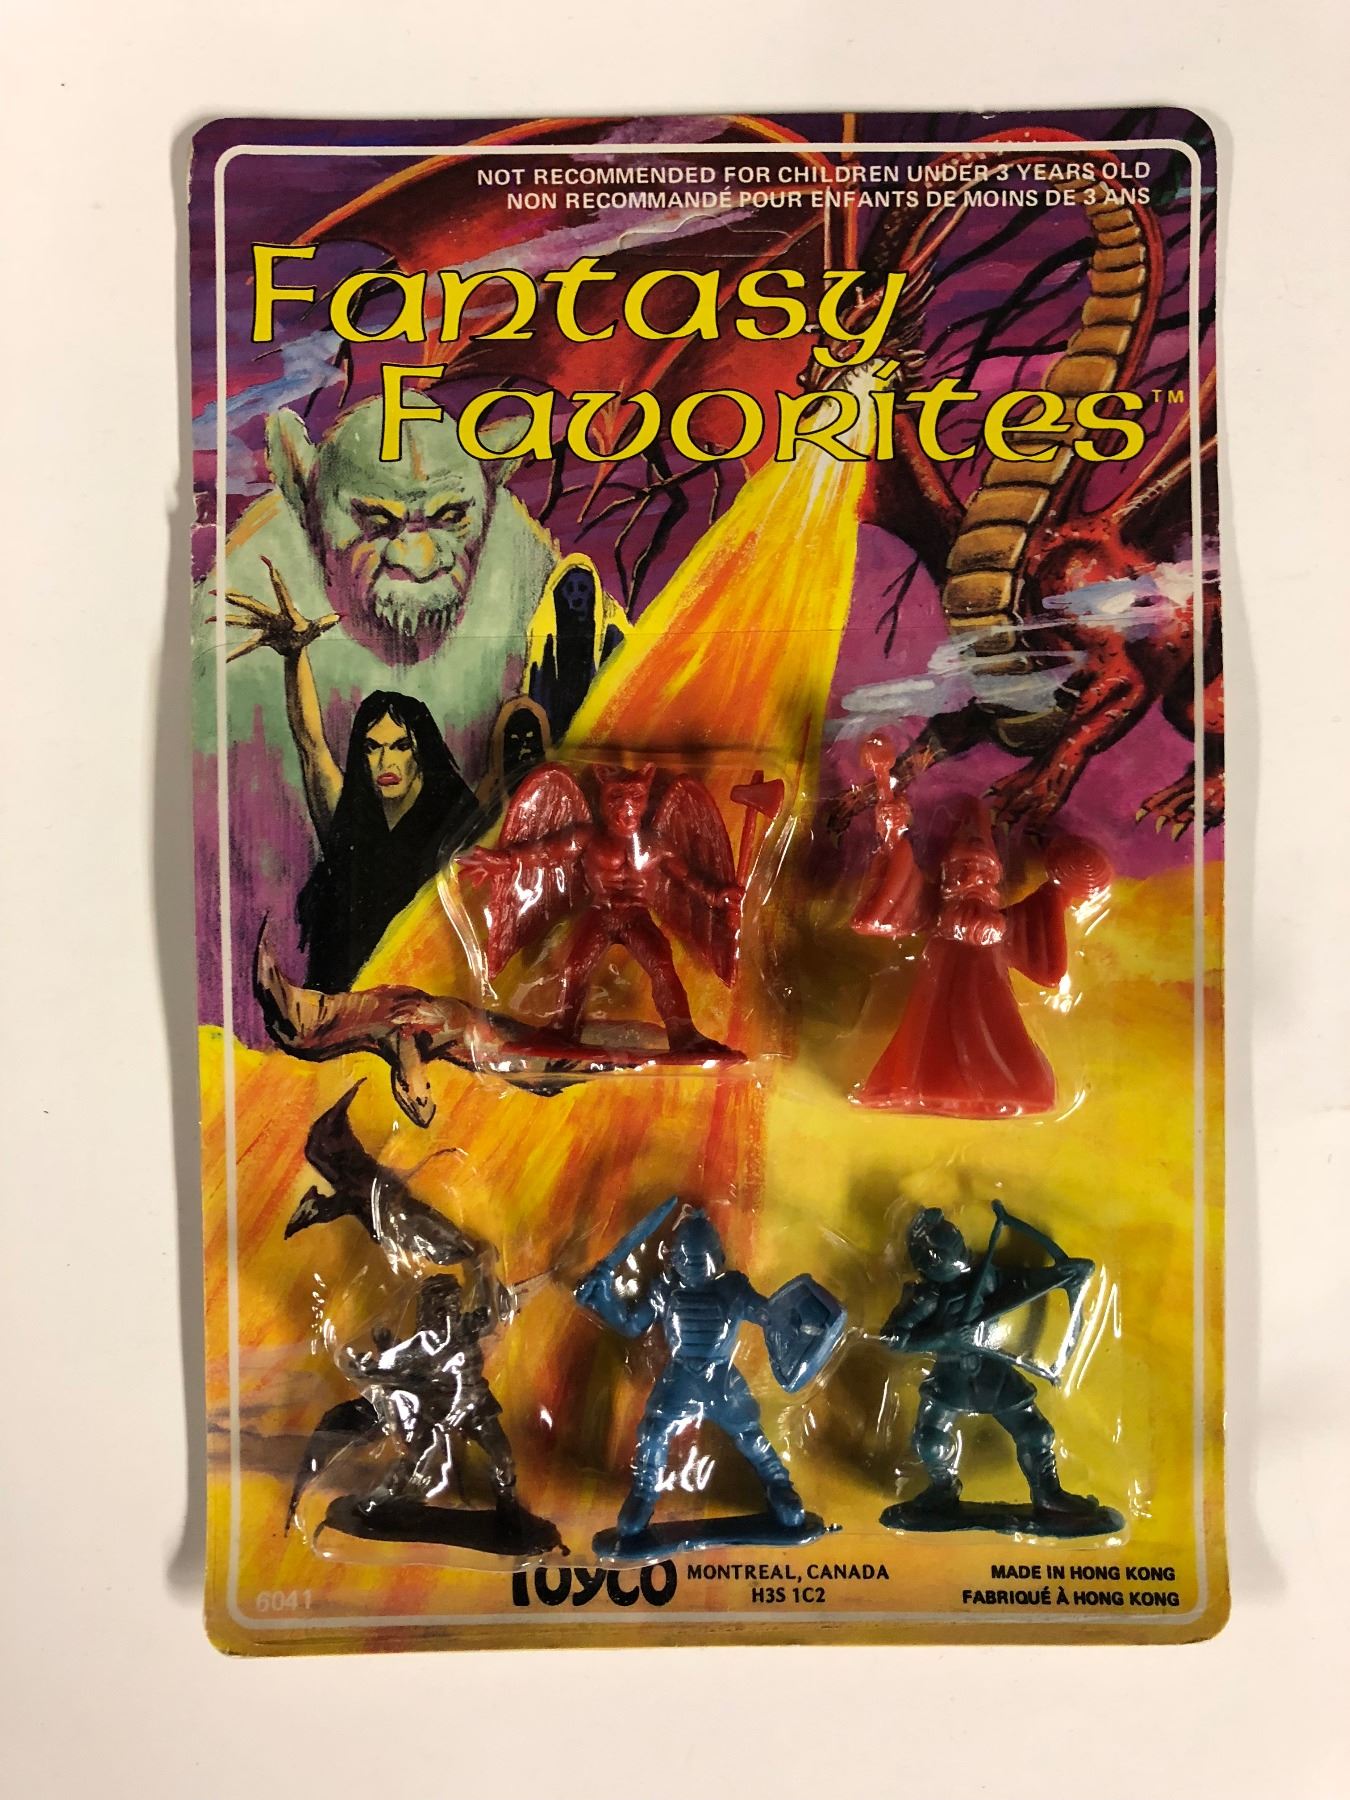 NOT RECOMMENDED FOR CHILDREN UNDER 3 YEARS OLD
NON RECOMMANDÉ POUR ENFANTS DE MOINS DE 3 ANS
Fantasy
Favorites™
TOYCO MONTREAL, CANADA
H3S 1C2
MADE IN HONG KONG
FABRIQUÉ À HONG KONG
6041